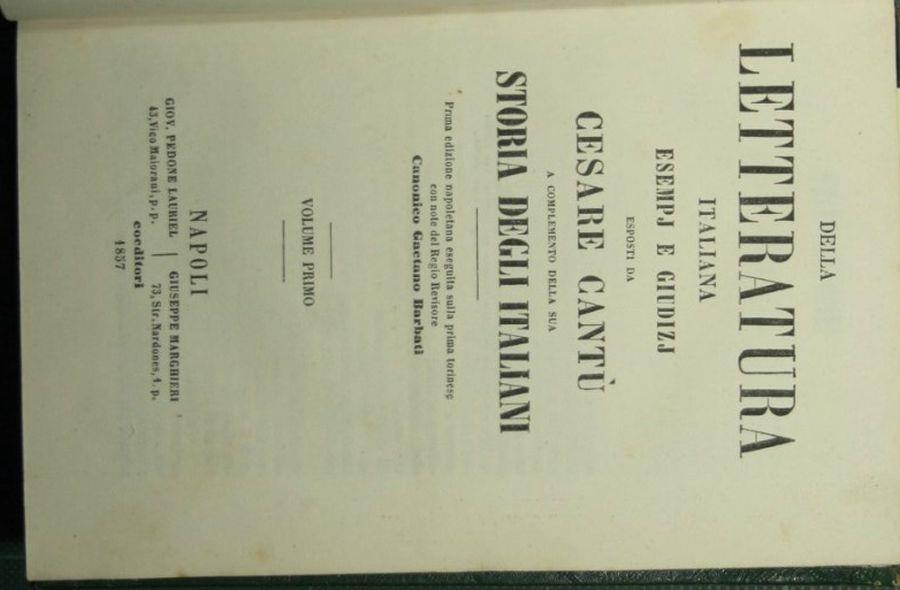 DELLA
LETTERATURA
ITALIANA
ESEMPJ E GIUDIZJ
ESPOSTI DA
CESARE CANTÙ
A COMPLEMENTO DELLA SUA
STORIA DEGLI ITALIANI
Prima edizione napoletana eseguita sulla prima torinese
con note del Regio Revisore
Canonico Gaetano Barbati
VOLUME PRIMO
NAPOLI
GIOV. PEDONE LAURIEL | GIUSEPPE MARGHIERI
43, Vico Maiorani, p. p. 73, Str. Nardones, 1. p.
coeditori
1857